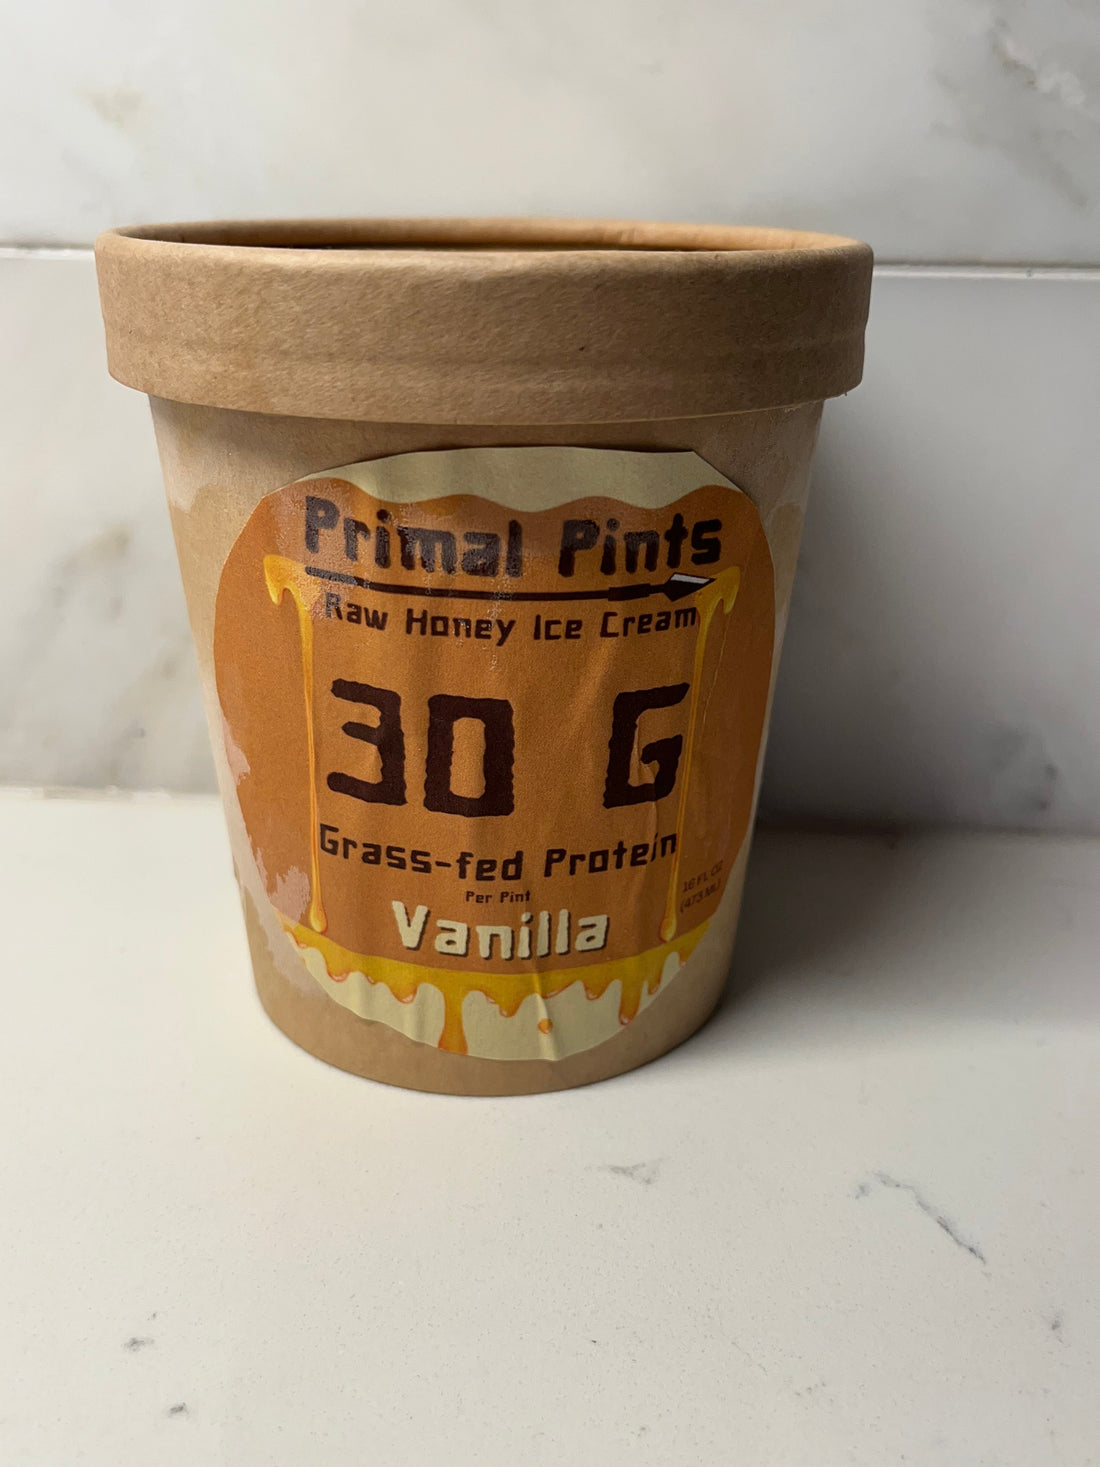 Primal Pints
Raw Honey Ice Cream
30 G
Grass-fed Protein
Per Pint
Vanilla
16 FL OZ
(473 ML)